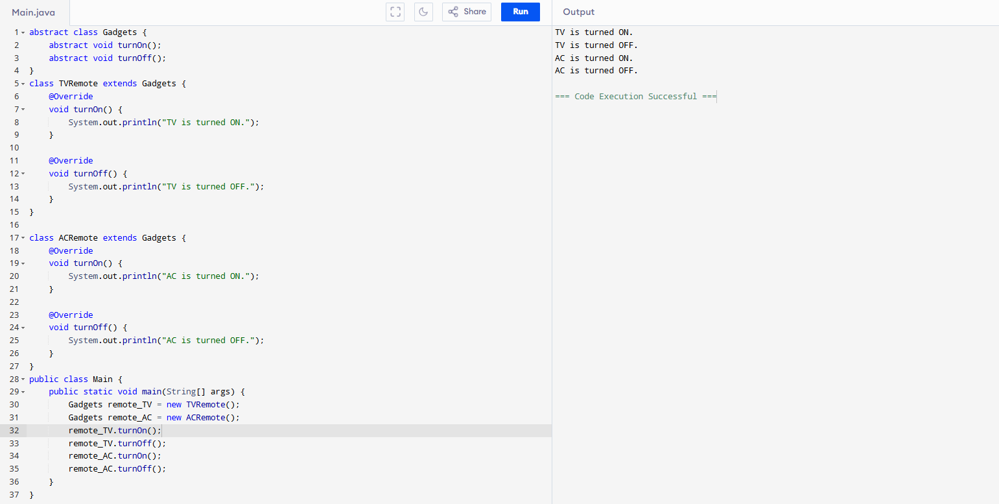 Main.java
Share
Run
Output
1 abstract class Gadgets {
2     abstract void turnOn();
3     abstract void turnOff();
4 }
5 class TVRemote extends Gadgets {
6     @Override
7     void turnOn() {
8         System.out.println("TV is turned ON.");
9     }
10
11     @Override
12     void turnOff() {
13         System.out.println("TV is turned OFF.");
14     }
15 }
16
17 class ACRemote extends Gadgets {
18     @Override
19     void turnOn() {
20         System.out.println("AC is turned ON.");
21     }
22
23     @Override
24     void turnOff() {
25         System.out.println("AC is turned OFF.");
26     }
27 }
28 public class Main {
29     public static void main(String[] args) {
30         Gadgets remote_TV = new TVRemote();
31         Gadgets remote_AC = new ACRemote();
32         remote_TV.turnOn();
33         remote_TV.turnOff();
34         remote_AC.turnOn();
35         remote_AC.turnOff();
36     }
37 }
TV is turned ON.
TV is turned OFF.
AC is turned ON.
AC is turned OFF.
=== Code Execution Successful ===